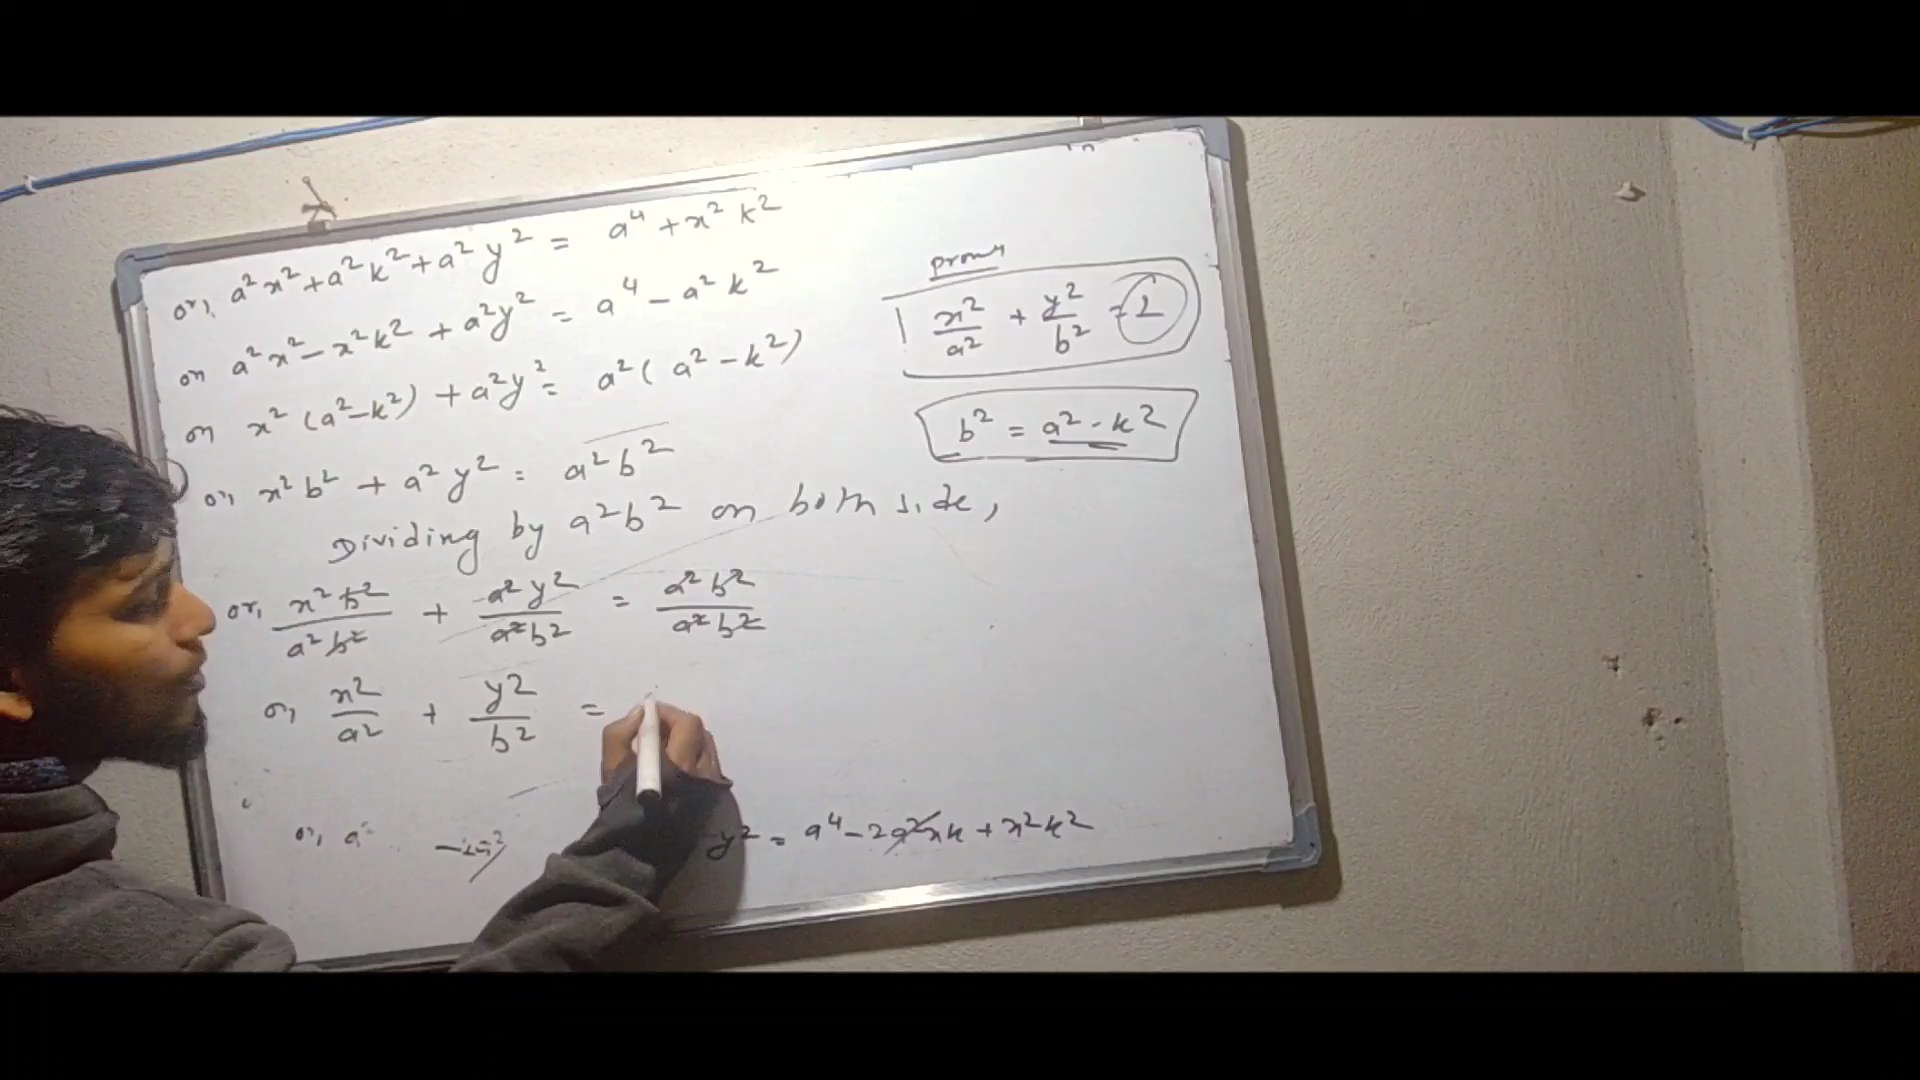 or, a²x² + a²k² + a²y² = a⁴ + x²k²
or a²x² - x²k² + a²y² = a⁴ - a²k²
or x²(a²-k²) + a²y² = a²(a²-k²)
or, x²b² + a²y² = a²b²
Dividing by a²b² on both side,
or, x²b²/a²b² + a²y²/a²b² = a²b²/a²b²
or, x²/a² + y²/b² =
or, a²
y² = a⁴ - 2a²xk + x²k²
x²/a² + y²/b² = 1
b² = a² - k²